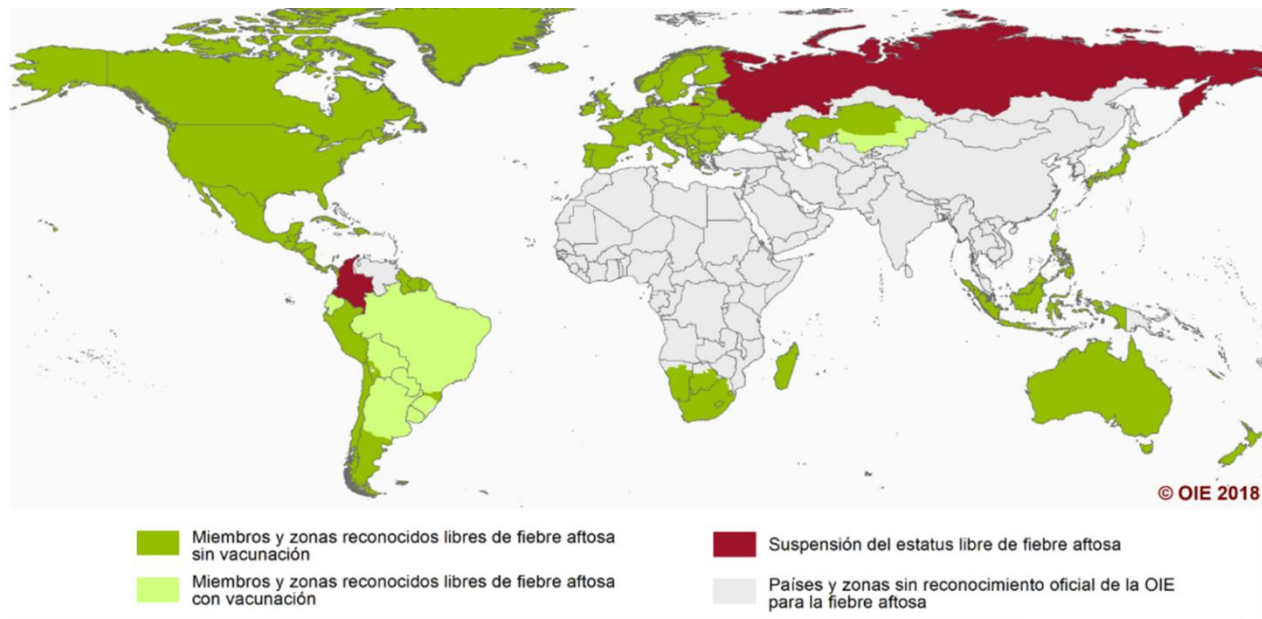 © OIE 2018
Miembros y zonas reconocidos libres de fiebre aftosa
sin vacunación
Miembros y zonas reconocidos libres de fiebre aftosa
con vacunación
Suspensión del estatus libre de fiebre aftosa
Países y zonas sin reconocimiento oficial de la OIE
para la fiebre aftosa